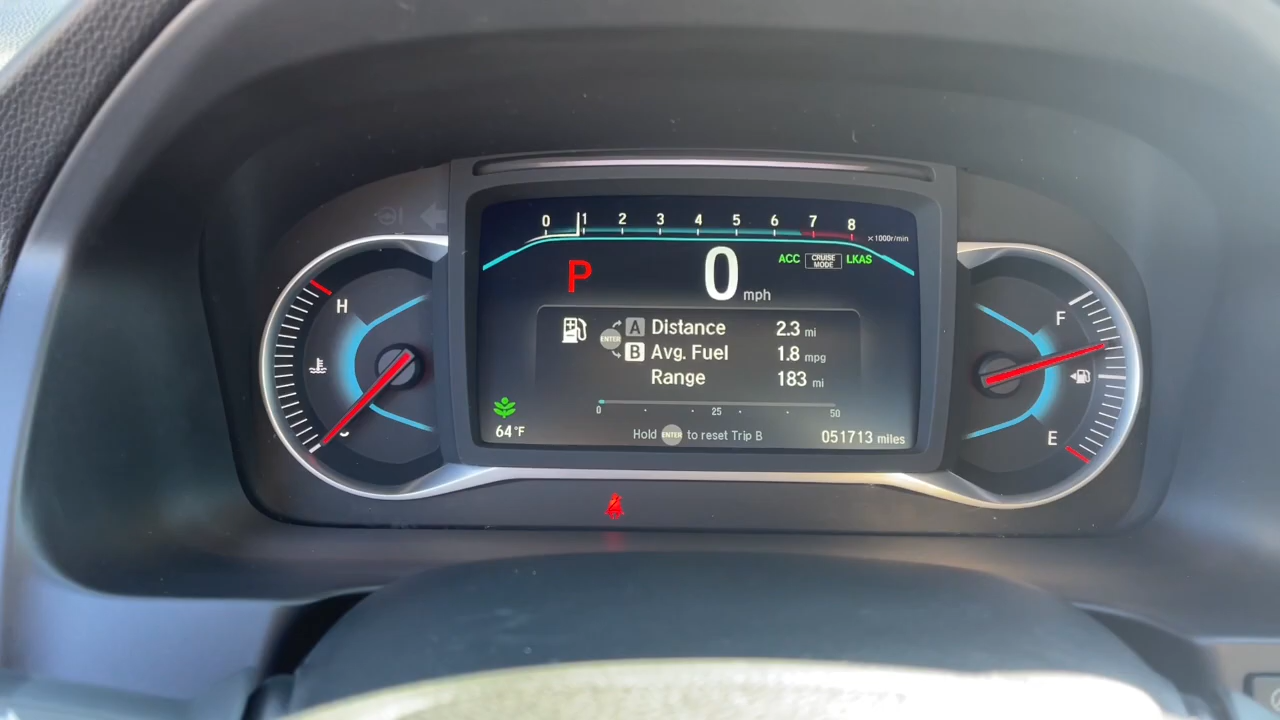 0 1 2 3 4 5 6 7 8
×1000r/min
P 0 mph
ACC CRUISE MODE LKAS
H
F
ENTER
A Distance 2.3 mi
B Avg. Fuel 1.8 mpg
Range 183 mi
0 25 50
E
64°F
Hold ENTER to reset Trip B
051713 miles